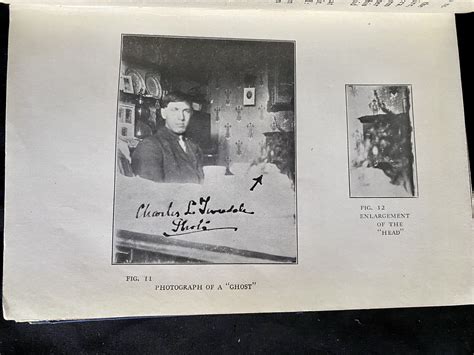 Charles L. Tweedale
Photo
FIG. 11
PHOTOGRAPH OF A "GHOST"
FIG. 12
ENLARGEMENT
OF THE
"HEAD"